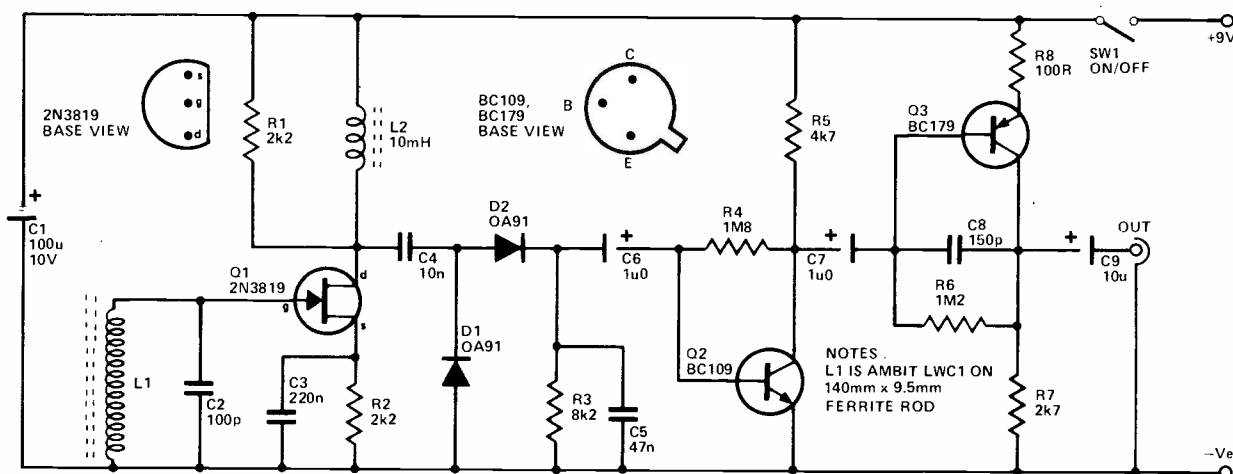 2N3819
BASE VIEW
s
g
d
R1
2k2
L2
10mH
BC109,
BC179
BASE VIEW
C
B
E
R5
4k7
R8
100R
SW1
ON/OFF
+9V
Q3
BC179
+
C1
100u
10V
Q1
2N3819
d
g
s
C4
10n
D2
OA91
+
C6
1u0
R4
1M8
+
C7
1u0
C8
150p
R6
1M2
+
C9
10u
OUT
L1
C2
100p
C3
220n
R2
2k2
D1
OA91
R3
8k2
C5
47n
Q2
BC109
NOTES .
L1 IS AMBIT LWC1 ON
140mm x 9.5mm
FERRITE ROD
R7
2k7
−Ve